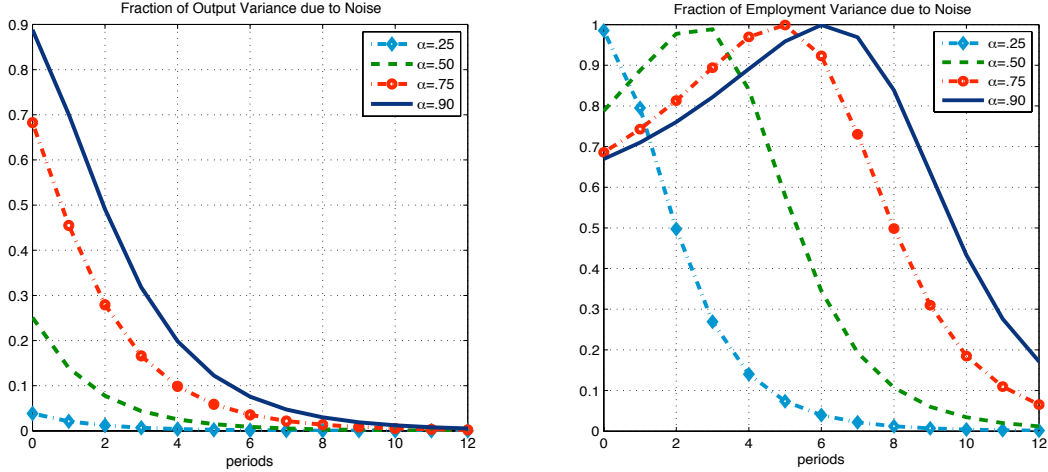 Fraction of Output Variance due to Noise
0.9
0.8
0.7
0.6
0.5
0.4
0.3
0.2
0.1
0
0 2 4 6 8 10 12
periods
α=.25
α=.50
α=.75
α=.90
Fraction of Employment Variance due to Noise
1
0.9
0.8
0.7
0.6
0.5
0.4
0.3
0.2
0.1
0
0 2 4 6 8 10 12
periods
α=.25
α=.50
α=.75
α=.90